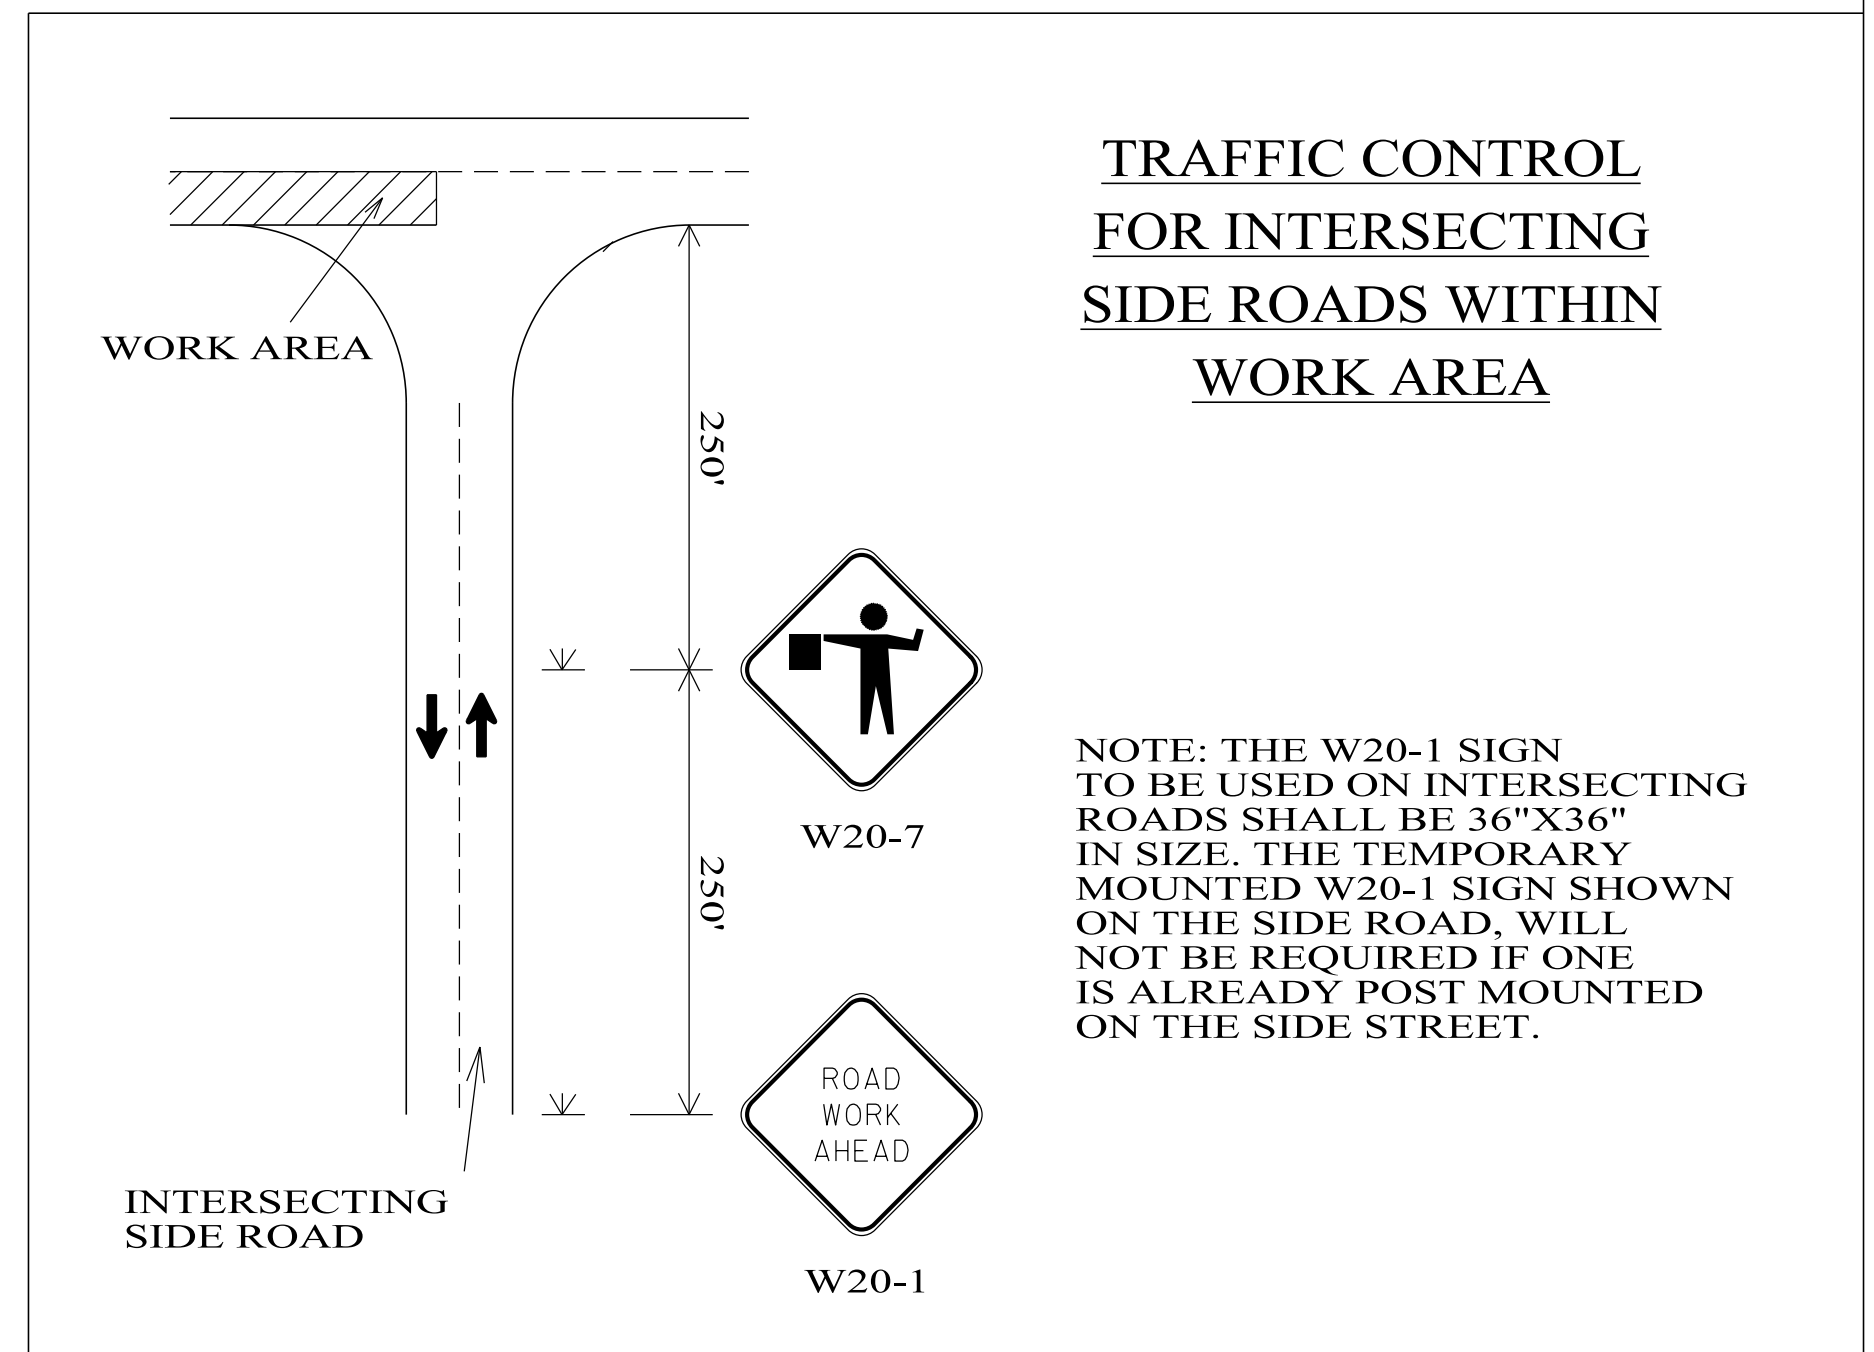 TRAFFIC CONTROL
FOR INTERSECTING
SIDE ROADS WITHIN
WORK AREA
WORK AREA
250'
W20-7
250'
NOTE: THE W20-1 SIGN
TO BE USED ON INTERSECTING
ROADS SHALL BE 36"X36"
IN SIZE. THE TEMPORARY
MOUNTED W20-1 SIGN SHOWN
ON THE SIDE ROAD, WILL
NOT BE REQUIRED IF ONE
IS ALREADY POST MOUNTED
ON THE SIDE STREET.
ROAD
WORK
AHEAD
INTERSECTING
SIDE ROAD
W20-1